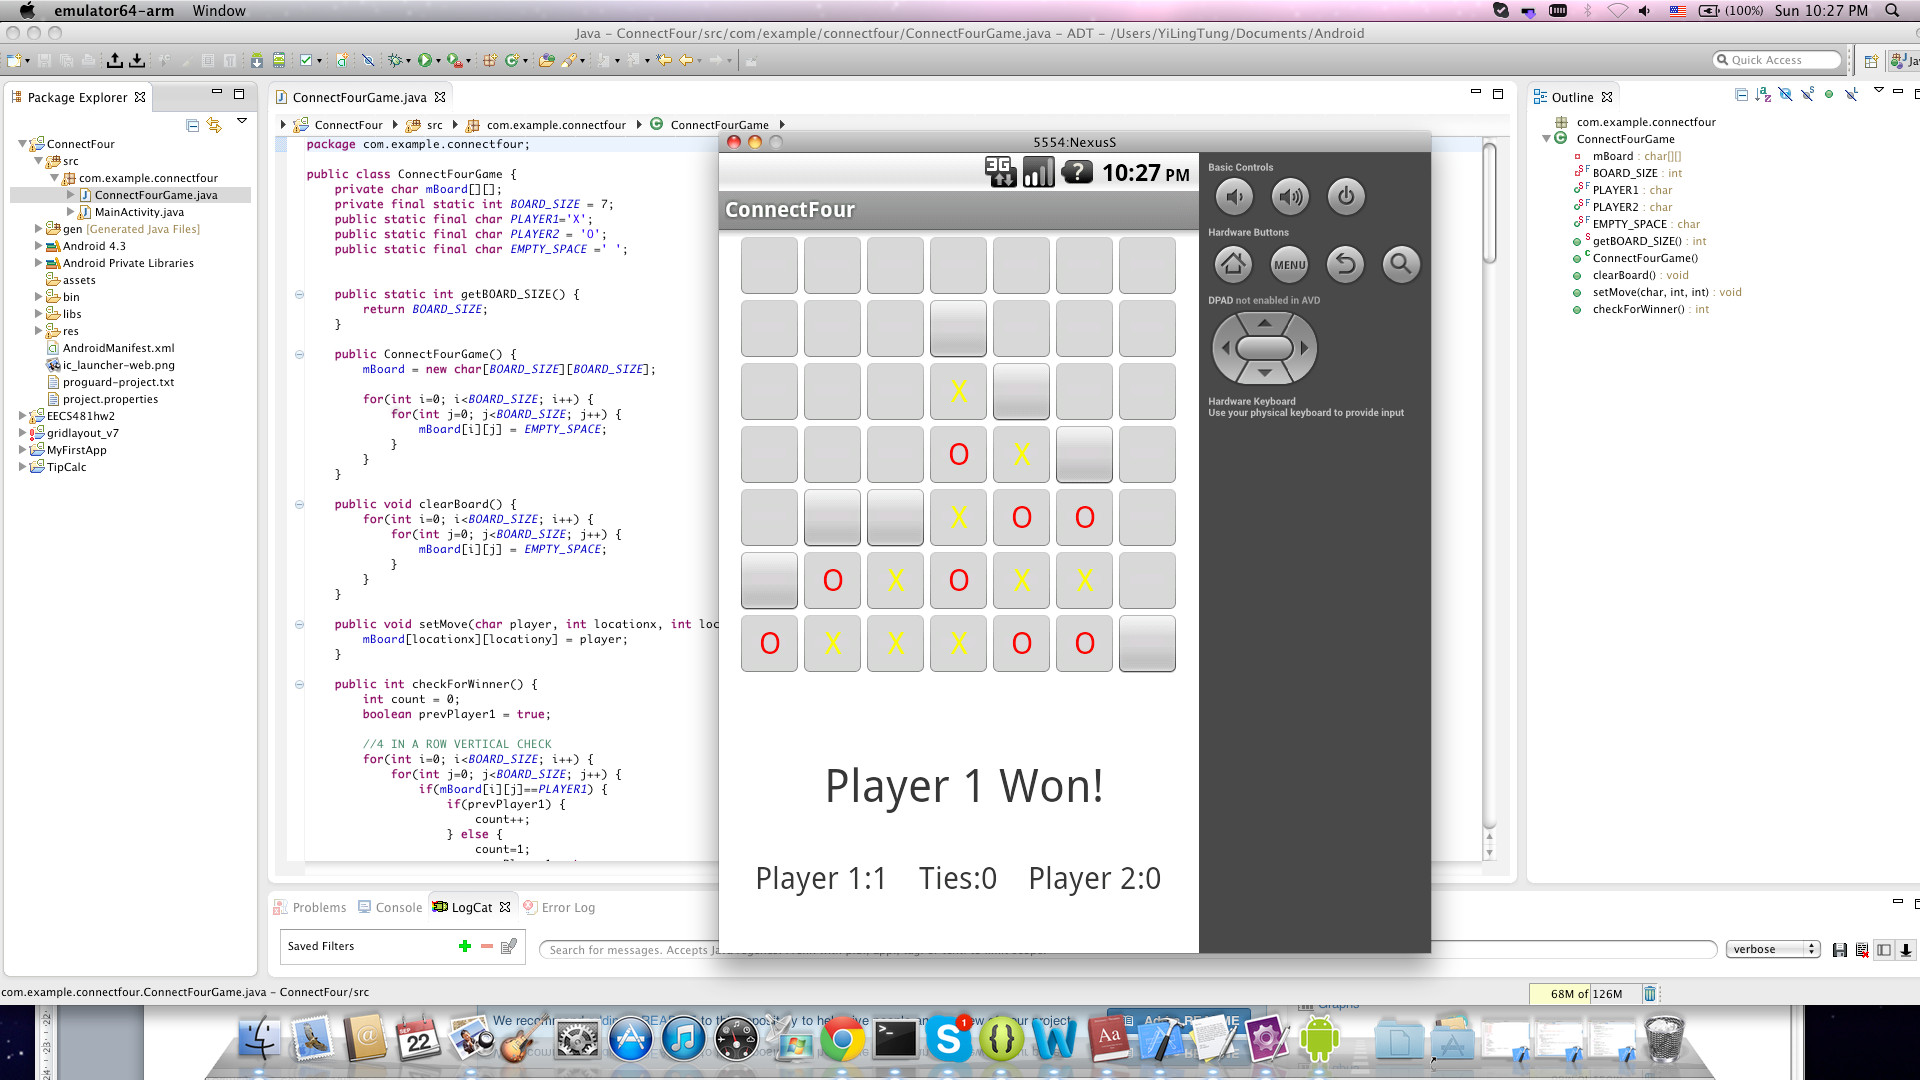 emulator64-arm Window
(100%) Sun 10:27 PM
Java - ConnectFour/src/com/example/connectfour/ConnectFourGame.java - ADT - /Users/YiLingTung/Documents/Android
Quick Access
Package Explorer
ConnectFour
src
com.example.connectfour
ConnectFourGame.java
MainActivity.java
gen [Generated Java Files]
Android 4.3
Android Private Libraries
assets
bin
libs
res
AndroidManifest.xml
ic_launcher-web.png
proguard-project.txt
project.properties
EECS481hw2
gridlayout_v7
MyFirstApp
TipCalc
ConnectFourGame.java
ConnectFour src com.example.connectfour ConnectFourGame
package com.example.connectfour;
public class ConnectFourGame {
private char mBoard[][];
private final static int BOARD_SIZE = 7;
public static final char PLAYER1='X';
public static final char PLAYER2 = 'O';
public static final char EMPTY_SPACE =' ';
public static int getBOARD_SIZE() {
return BOARD_SIZE;
}
public ConnectFourGame() {
mBoard = new char[BOARD_SIZE][BOARD_SIZE];
for(int i=0; i<BOARD_SIZE; i++) {
for(int j=0; j<BOARD_SIZE; j++) {
mBoard[i][j] = EMPTY_SPACE;
}
}
}
public void clearBoard() {
for(int i=0; i<BOARD_SIZE; i++) {
for(int j=0; j<BOARD_SIZE; j++) {
mBoard[i][j] = EMPTY_SPACE;
}
}
}
public void setMove(char player, int locationx, int loc
mBoard[locationx][locationy] = player;
}
public int checkForWinner() {
int count = 0;
boolean prevPlayer1 = true;
//4 IN A ROW VERTICAL CHECK
for(int i=0; i<BOARD_SIZE; i++) {
for(int j=0; j<BOARD_SIZE; j++) {
if(mBoard[i][j]==PLAYER1) {
if(prevPlayer1) {
count++;
} else {
count=1;
5554:NexusS
3G 10:27 PM
ConnectFour
X
O X
X O O
O X O X X
O X X X O O
Player 1 Won!
Player 1:1 Ties:0 Player 2:0
Basic Controls
Hardware Buttons
MENU
DPAD not enabled in AVD
Hardware Keyboard
Use your physical keyboard to provide input
Outline
com.example.connectfour
ConnectFourGame
mBoard : char[][]
BOARD_SIZE : int
PLAYER1 : char
PLAYER2 : char
EMPTY_SPACE : char
getBOARD_SIZE() : int
ConnectFourGame()
clearBoard() : void
setMove(char, int, int) : void
checkForWinner() : int
Problems Console LogCat Error Log
Saved Filters
Search for messages. Accepts
verbose
com.example.connectfour.ConnectFourGame.java - ConnectFour/src
68M of 126M
We
SEP
22
1
Aa